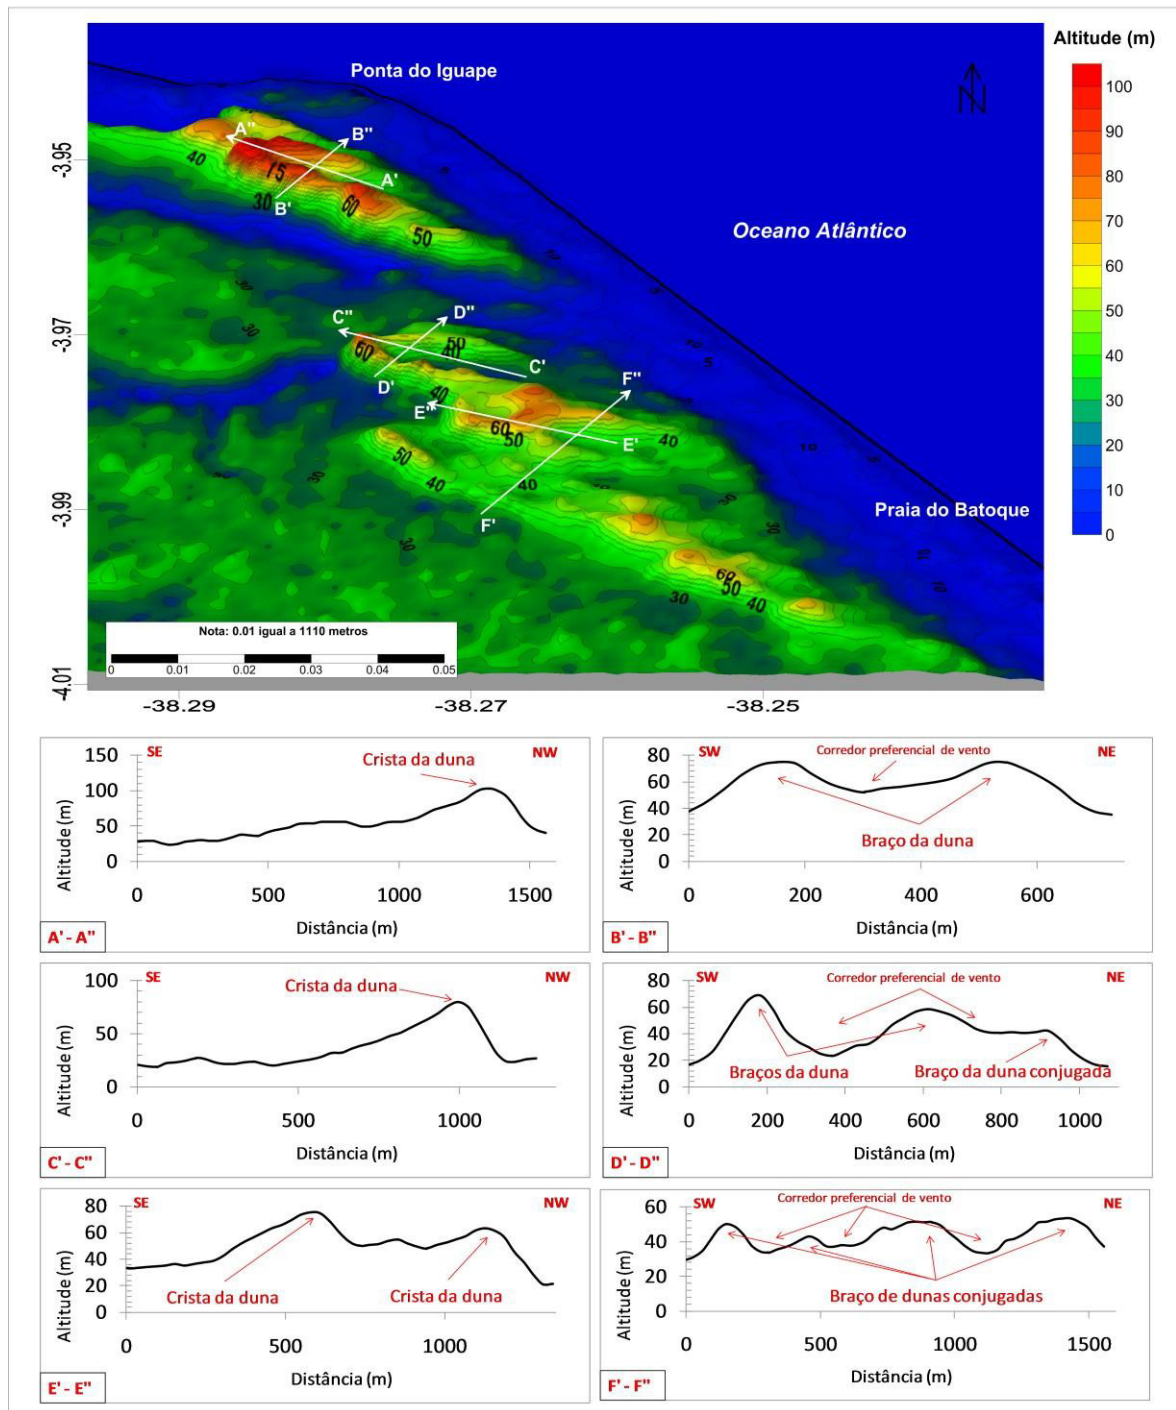 Altitude (m)
Ponta do Iguape
N
100
90
80
70
60
50
40
30
20
10
0
-3.95
-3.97
-3.99
-4.01
A"
B"
40
75
A'
B'
30
60
50
Oceano Atlântico
10
5
30
30
C"
D"
50
40
60
C'
D'
F"
10
5
40
E"
60
50
E'
40
50
40
40
30
10
5
F'
30
30
Praia do Batoque
10
60
50
40
30
10
Nota: 0.01 igual a 1110 metros
0 0.01 0.02 0.03 0.04 0.05
-38.29 -38.27 -38.25
SE
NW
Crista da duna
150
100
50
0
Altitude (m)
0 500 1000 1500
Distância (m)
A' - A"
SW
NE
Corredor preferencial de vento
80
60
40
20
0
Altitude (m)
Braço da duna
0 200 400 600
Distância (m)
B' - B"
SE
NW
Crista da duna
100
50
0
Altitude (m)
0 500 1000
Distância (m)
C' - C"
SW
NE
Corredor preferencial de vento
80
60
40
20
0
Altitude (m)
Braços da duna
Braço da duna conjugada
0 200 400 600 800 1000
Distância (m)
D' - D"
SE
NW
80
60
40
20
0
Altitude (m)
Crista da duna
Crista da duna
0 500 1000
Distância (m)
E' - E"
SW
NE
Corredor preferencial de vento
60
40
20
0
Altitude (m)
Braço de dunas conjugadas
0 500 1000 1500
Distância (m)
F' - F"